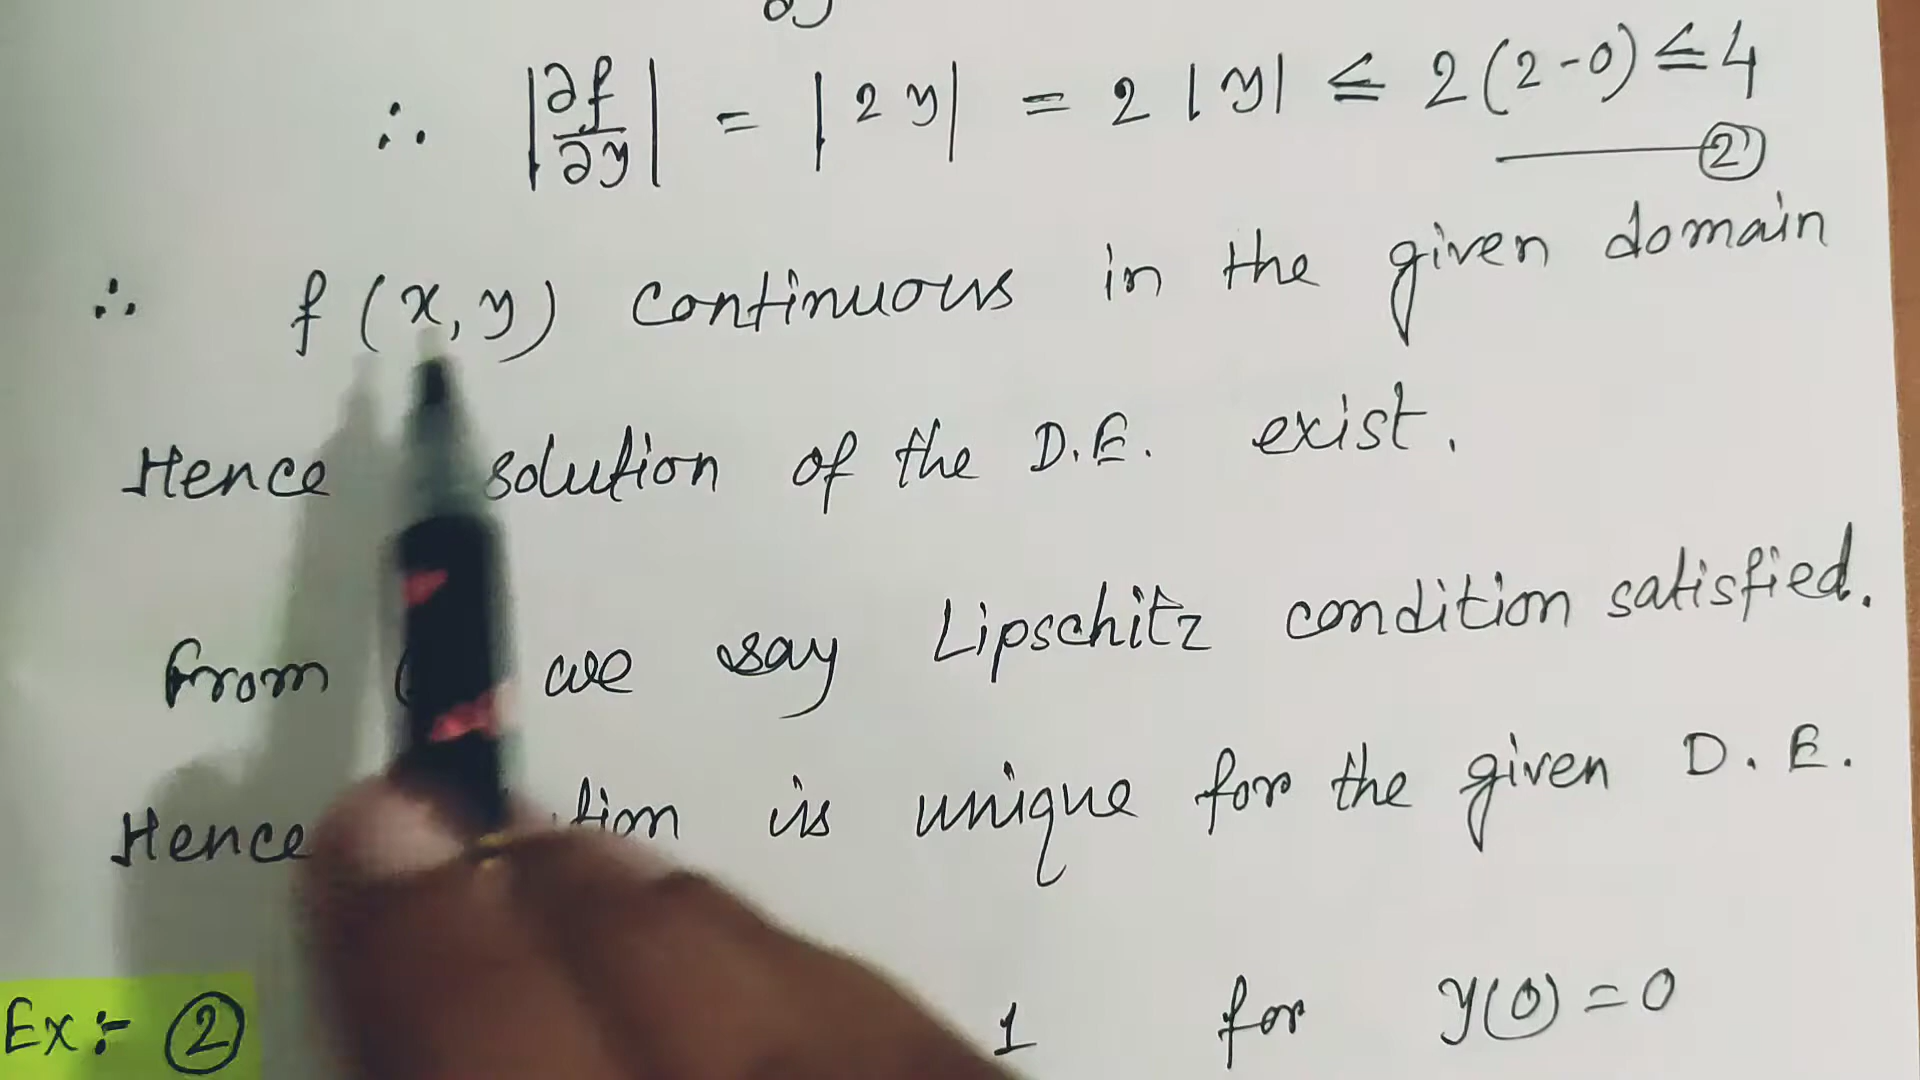 ∴ |∂f/∂y| = |2y| = 2|y| ≤ 2(2-0) ≤ 4
②
∴ f(x,y) continuous in the given domain
Hence solution of the D.E. exist.
From we say Lipschitz condition satisfied.
Hence is unique for the given D.E.
Ex:- ② 1 for y(0)=0